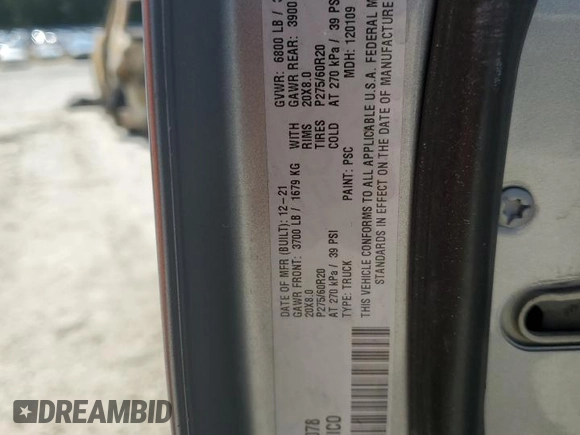 DATE OF MFR (BUILT): 12-21 GVWR: 6800 LB /
GAWR FRONT: 3700 LB / 1679 KG WITH GAWR REAR: 3900
20X8.0 RIMS 20X8.0
P275/60R20 TIRES P275/60R20
AT 270 kPa / 39 PSI COLD AT 270 kPa / 39 PSI
TYPE: TRUCK PAINT: PSC MDH: 120109
THIS VEHICLE CONFORMS TO ALL APPLICABLE U.S.A. FEDERAL
STANDARDS IN EFFECT ON THE DATE OF MANUFACTURE
078
ICO
DREAMBID